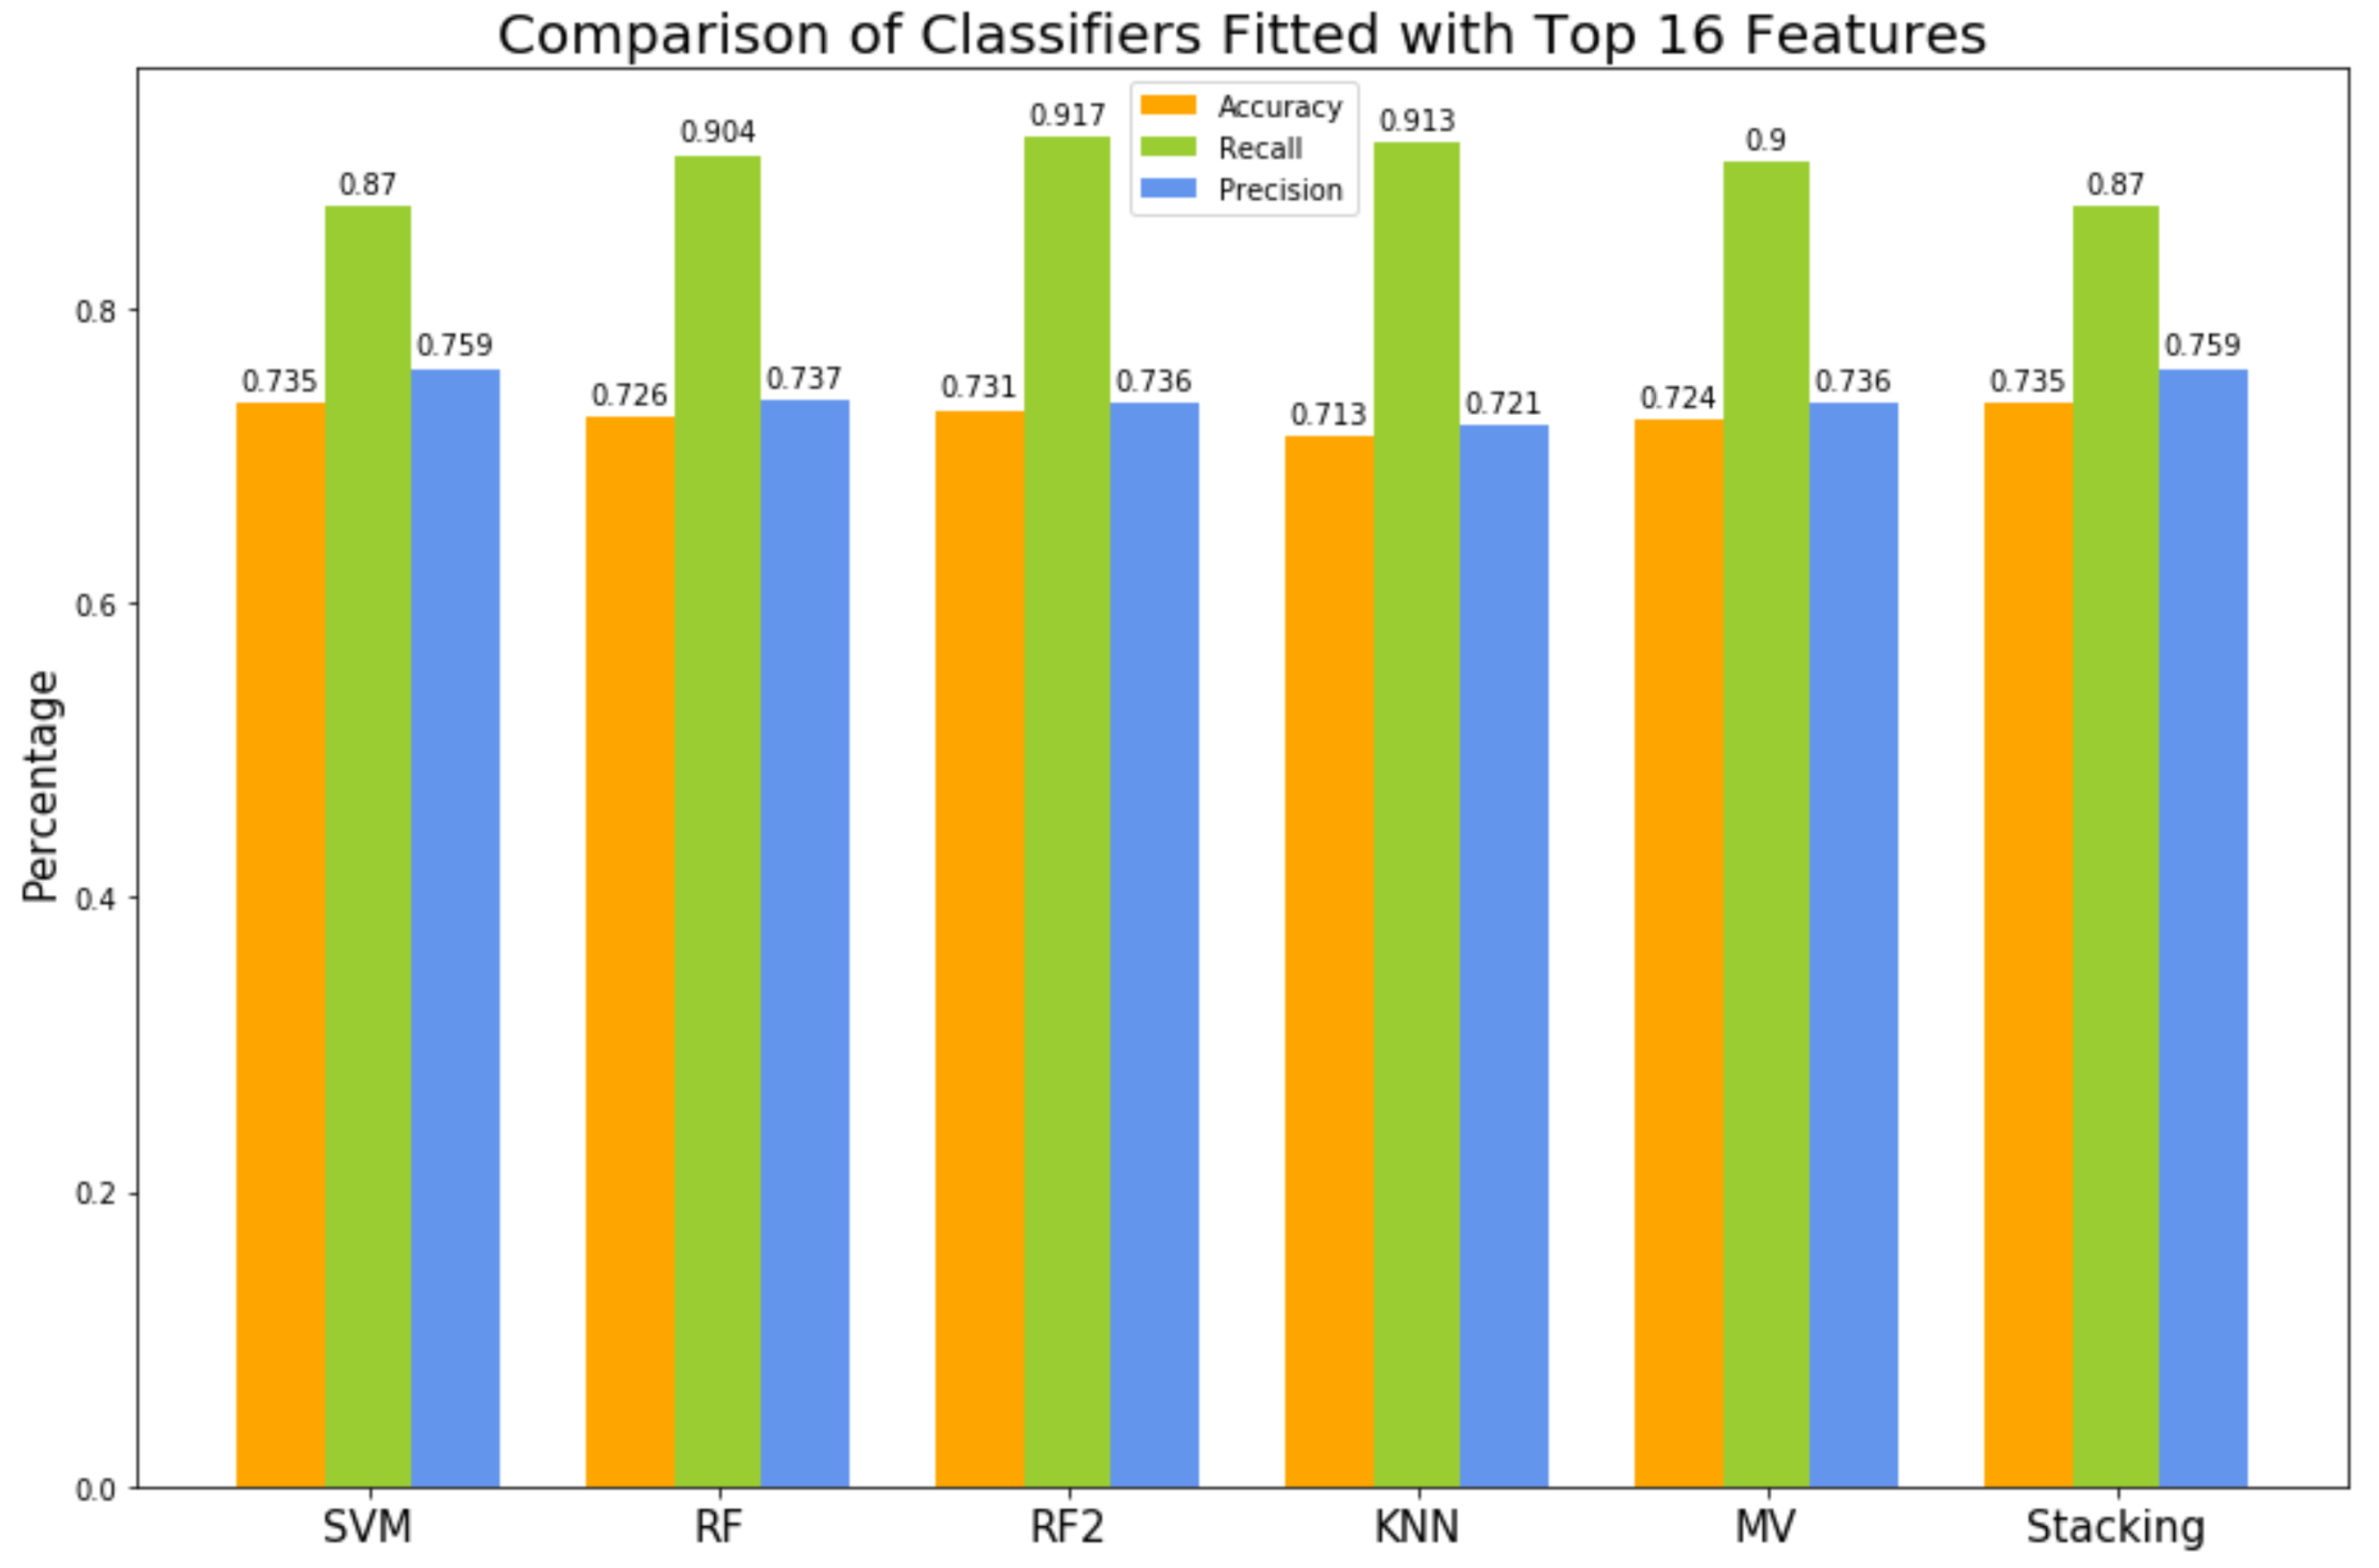 Comparison of Classifiers Fitted with Top 16 Features
Accuracy
Recall
Precision
0.735
0.87
0.759
0.726
0.904
0.737
0.731
0.917
0.736
0.713
0.913
0.721
0.724
0.9
0.736
0.735
0.87
0.759
Percentage
0.8
0.6
0.4
0.2
0.0
SVM
RF
RF2
KNN
MV
Stacking